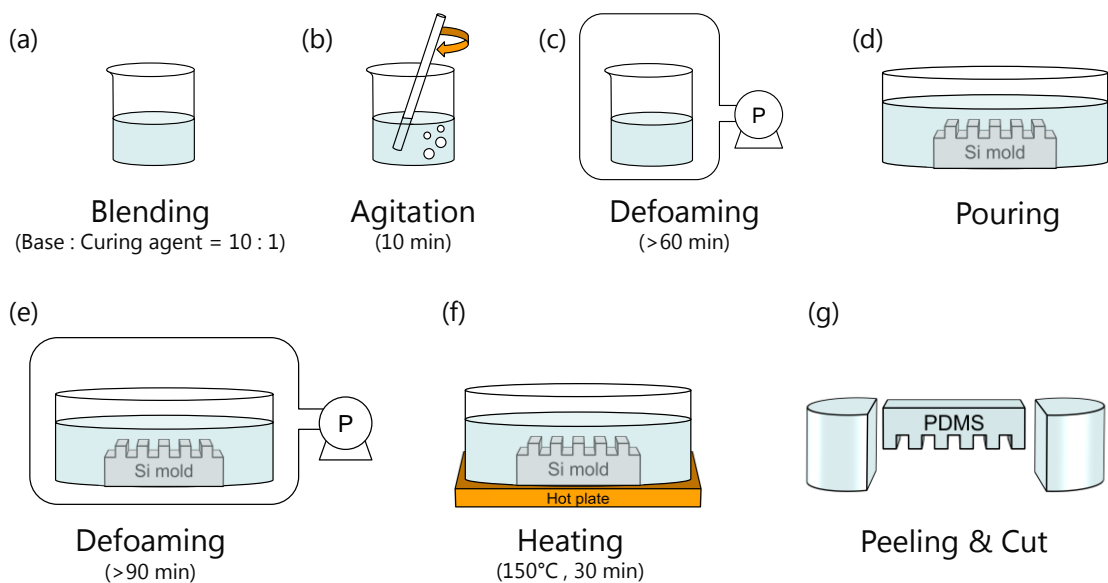 (a)
Blending
(Base : Curing agent = 10 : 1)
(b)
Agitation
(10 min)
(c)
P
Defoaming
(>60 min)
(d)
Si mold
Pouring
(e)
P
Si mold
Defoaming
(>90 min)
(f)
Si mold
Hot plate
Heating
(150°C , 30 min)
(g)
PDMS
Peeling & Cut